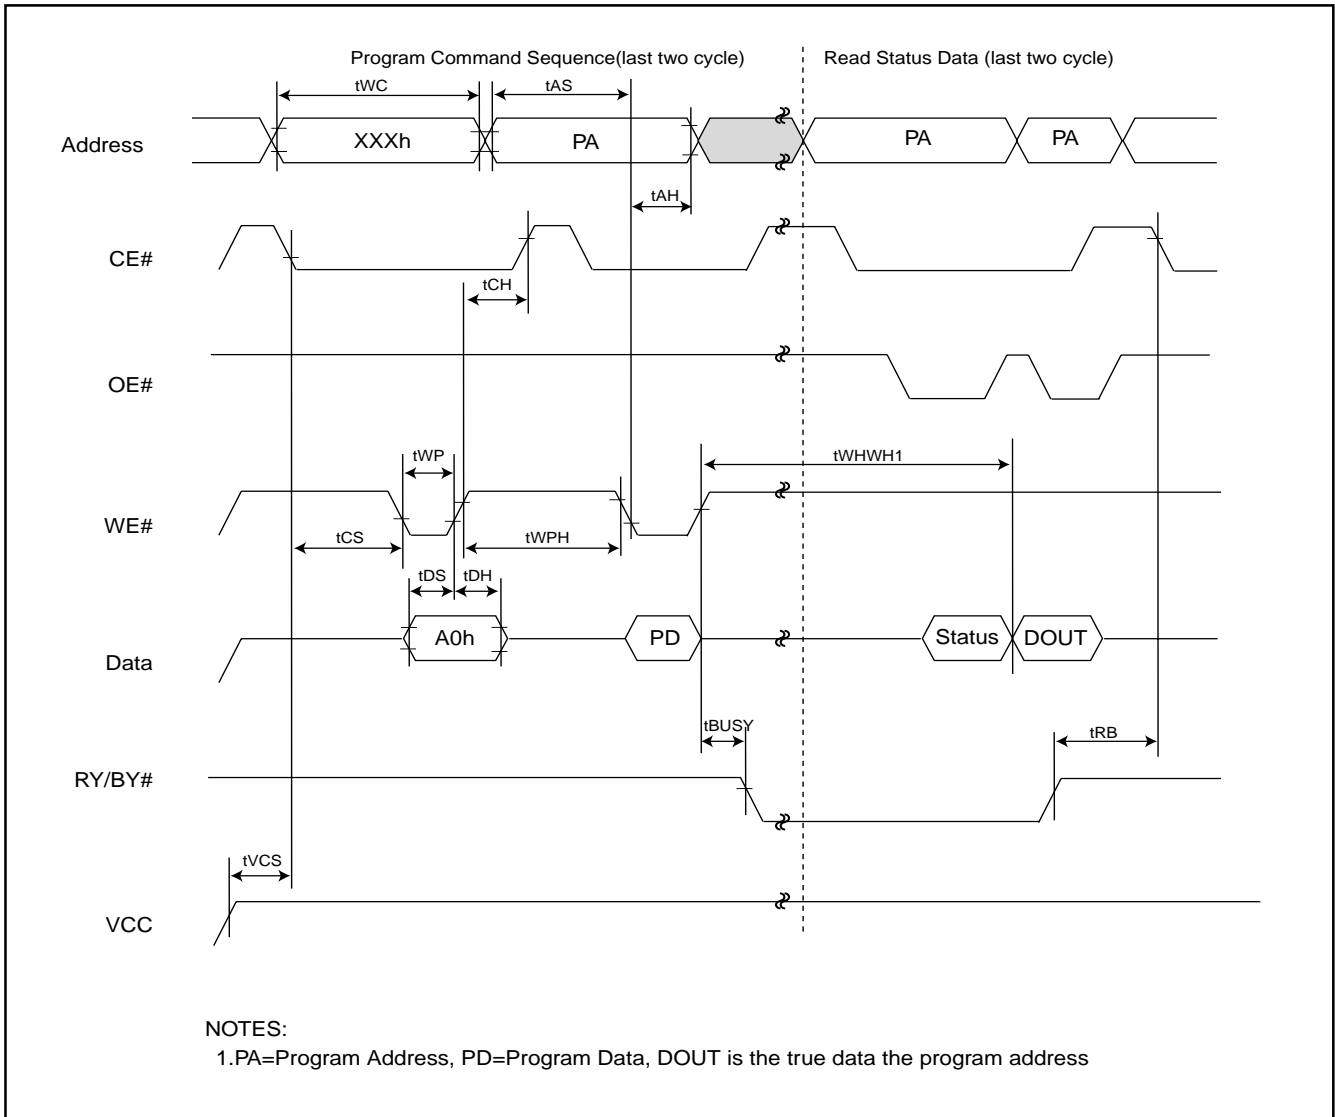 Program Command Sequence(last two cycle)
Read Status Data (last two cycle)
tWC
tAS
Address
XXXh
PA
PA
PA
tAH
CE#
tCH
OE#
tWP
tWHWH1
WE#
tCS
tWPH
tDS
tDH
Data
A0h
PD
Status
DOUT
tBUSY
tRB
RY/BY#
tVCS
VCC
NOTES:
1.PA=Program Address, PD=Program Data, DOUT is the true data the program address